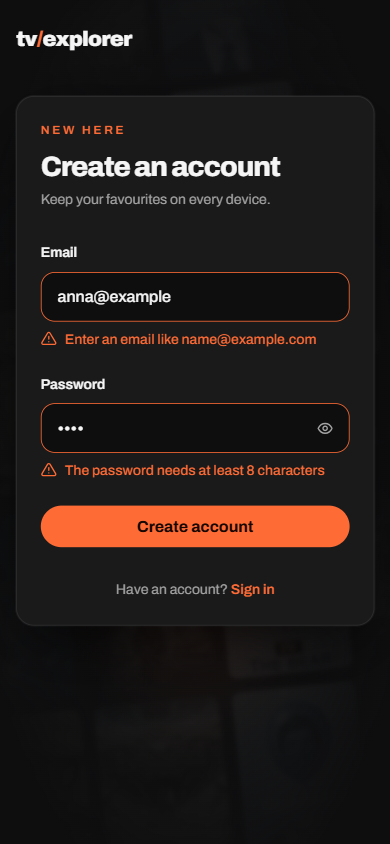 tv/explorer
NEW HERE
Create an account
Keep your favourites on every device.
Email
anna@example
Enter an email like name@example.com
Password
••••
The password needs at least 8 characters
Create account
Have an account? Sign in